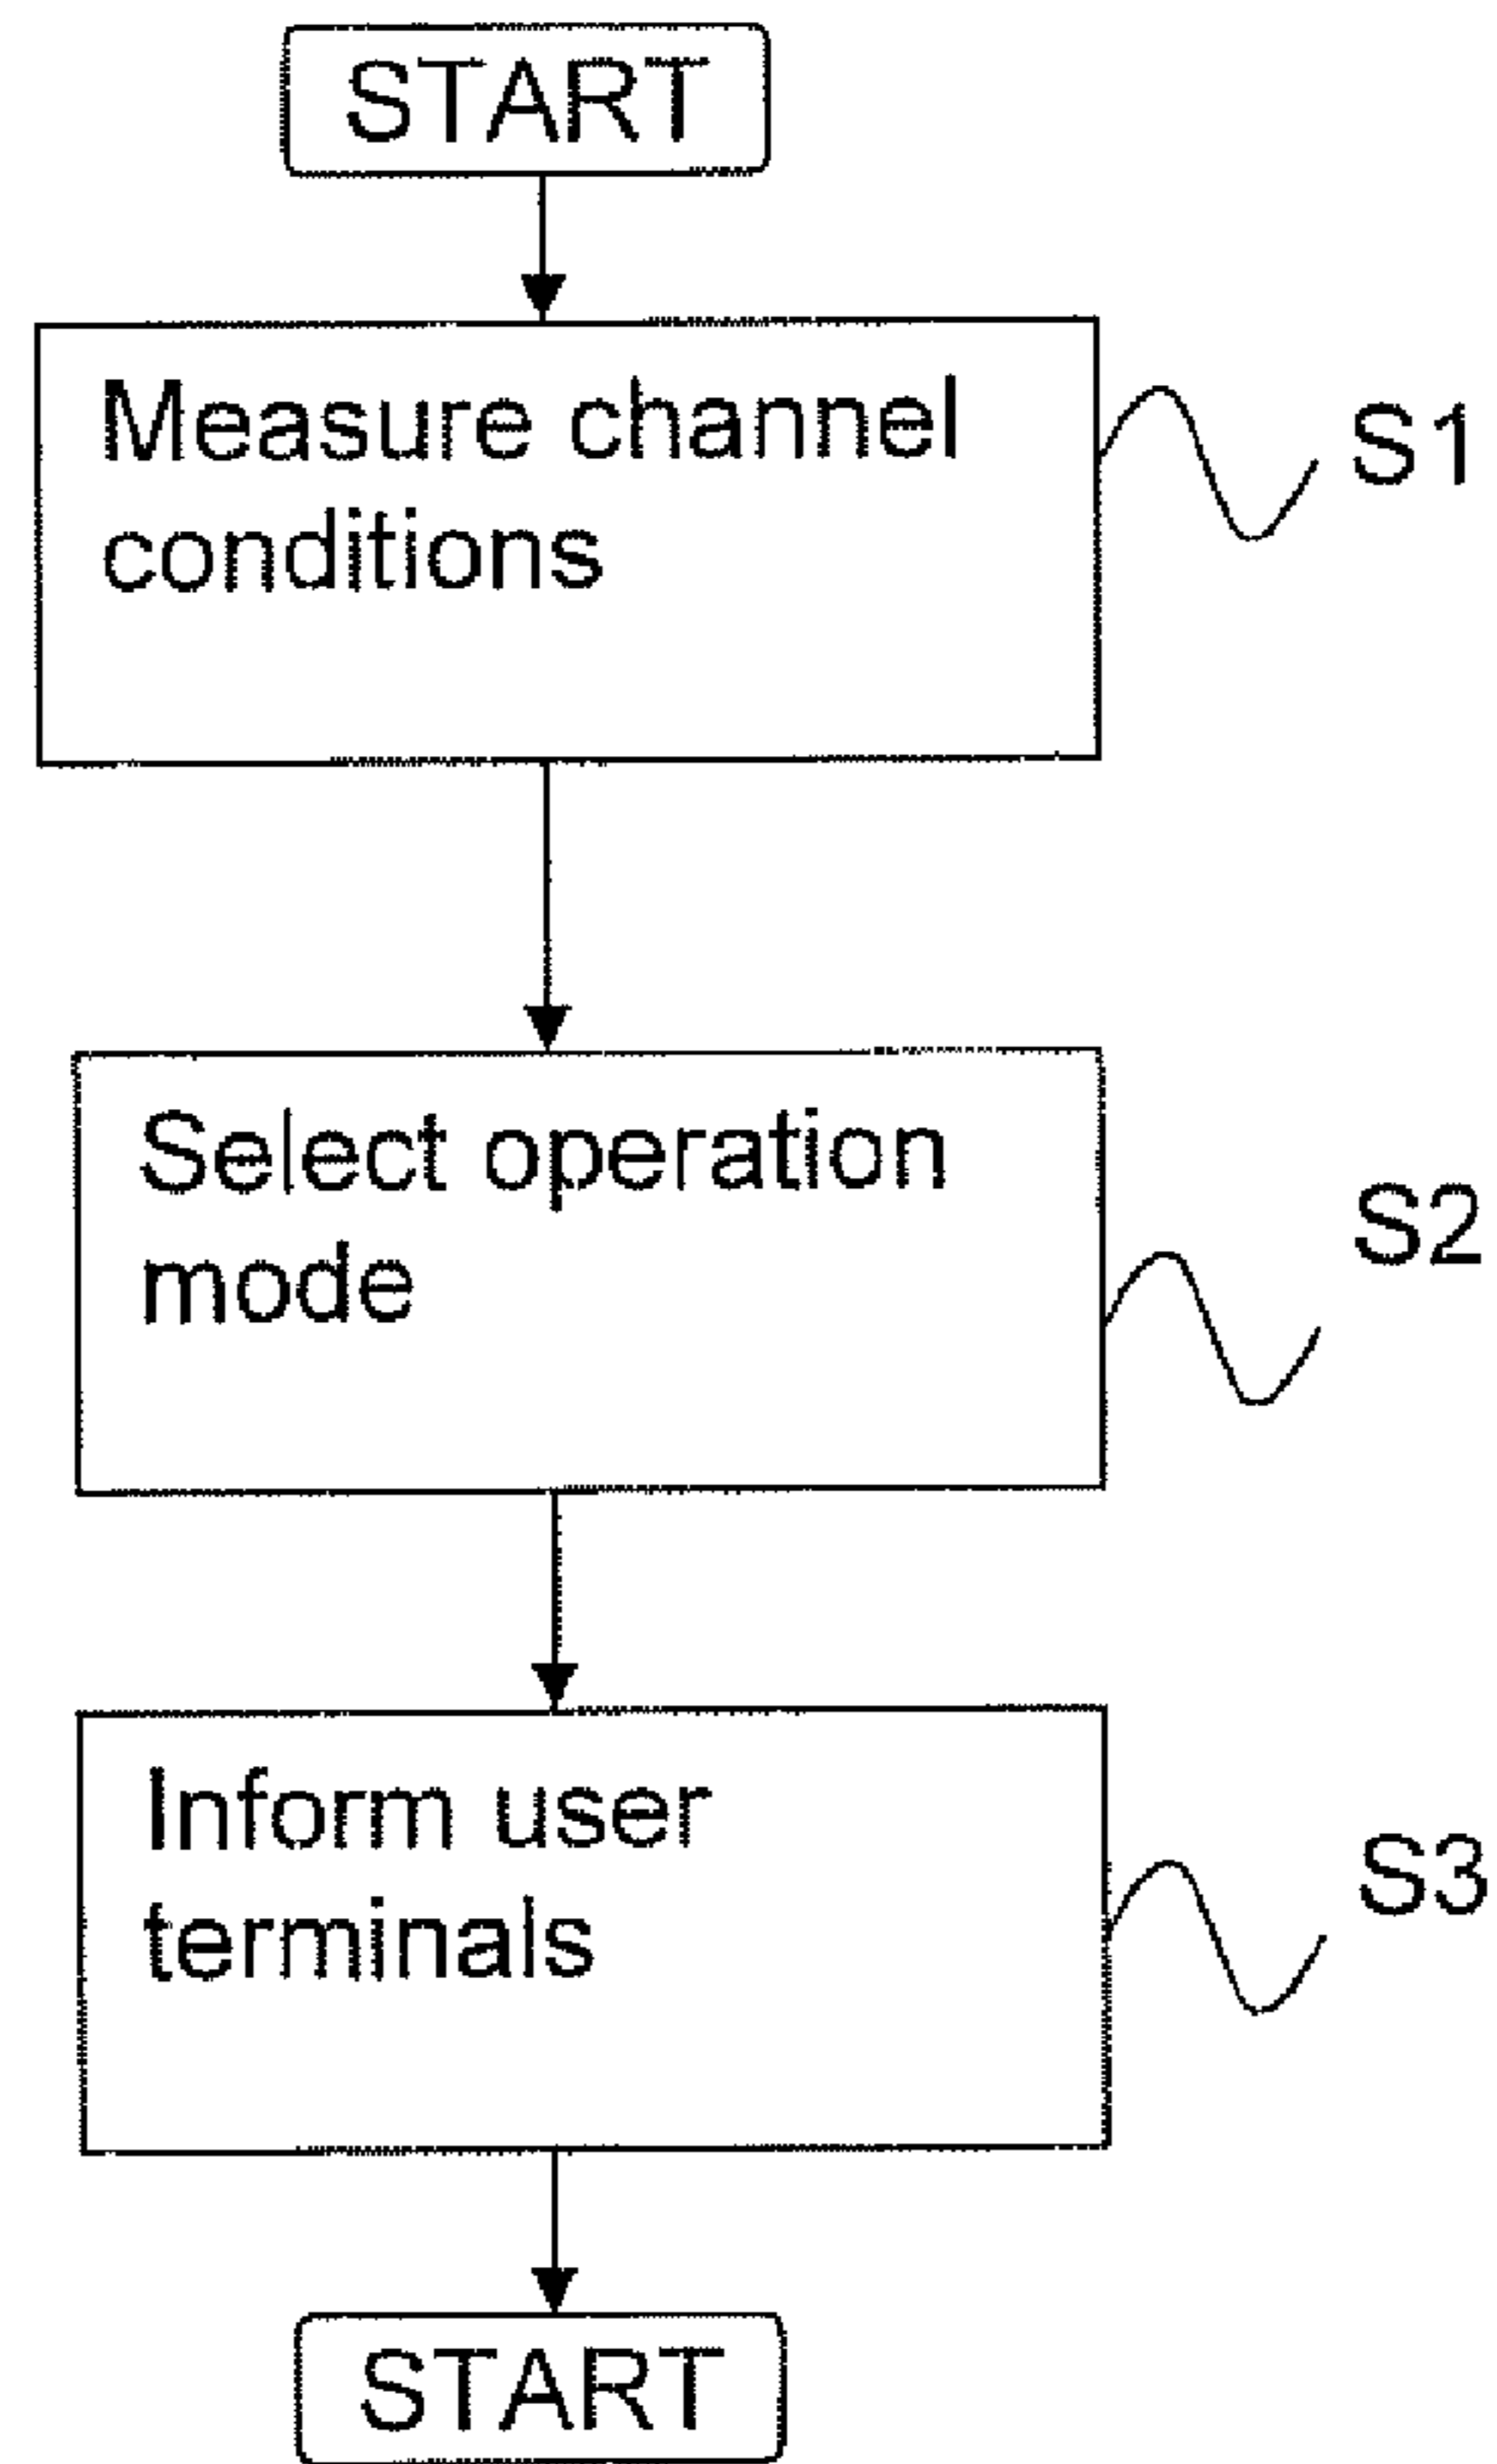 START
Measure channel
conditions
S1
Select operation
mode
S2
Inform user
terminals
S3
START